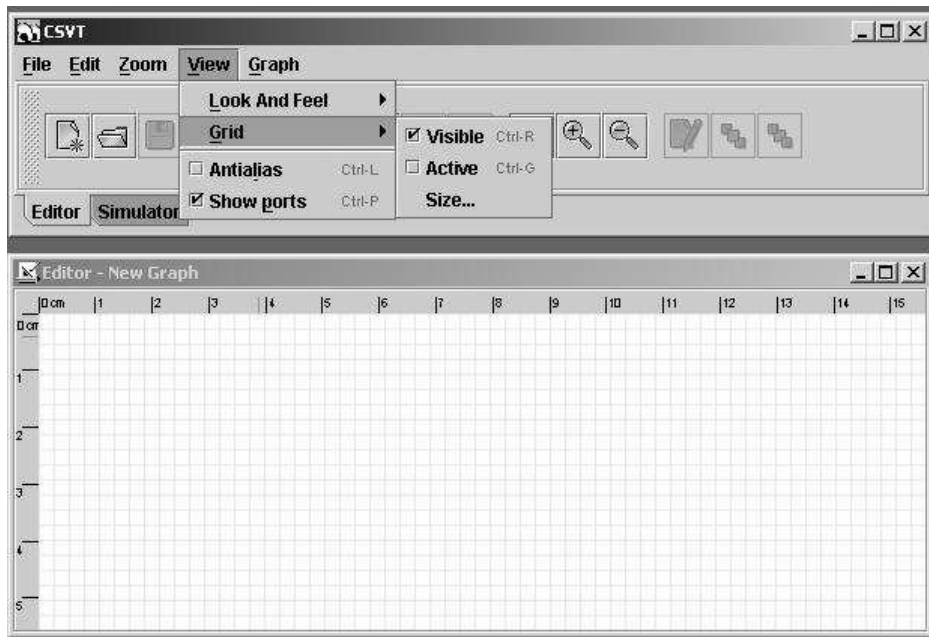 CSVT
File Edit Zoom View Graph
Look And Feel
Grid
Visible Ctrl-R
Antialias Ctrl-L
Active Ctrl-G
Show ports Ctrl-P
Size...
Editor Simulator
Editor - New Graph
0 cm 1 2 3 4 5 6 7 8 9 10 11 12 13 14 15
0 cm
1
2
3
4
5